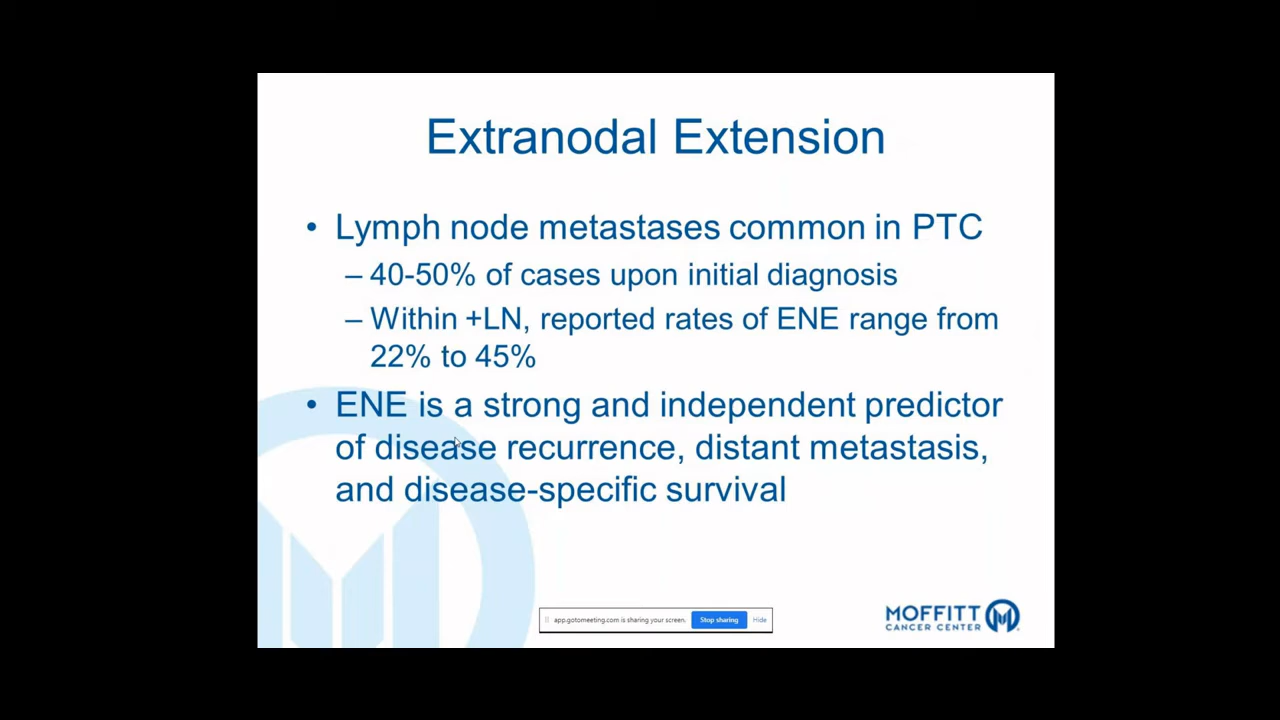 Extranodal Extension
• Lymph node metastases common in PTC
– 40-50% of cases upon initial diagnosis
– Within +LN, reported rates of ENE range from
22% to 45%
• ENE is a strong and independent predictor
of disease recurrence, distant metastasis,
and disease-specific survival
app.gotomeeting.com is sharing your screen. Stop sharing Hide
MOFFITT
CANCER CENTER